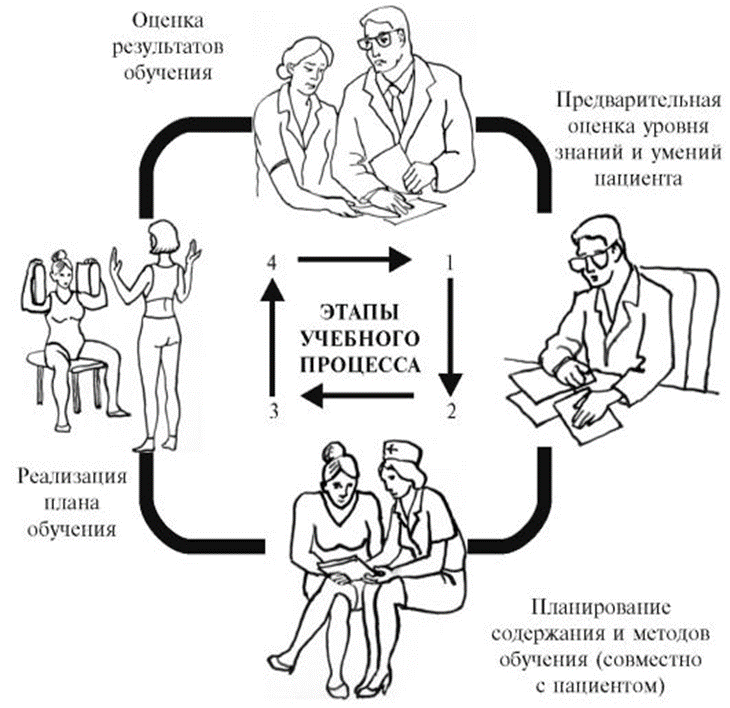 Оценка
результатов
обучения
Предварительная
оценка уровня
знаний и умений
пациента
4
1
ЭТАПЫ
УЧЕБНОГО
ПРОЦЕССА
3
2
Реализация
плана
обучения
Планирование
содержания и методов
обучения (совместно
с пациентом)